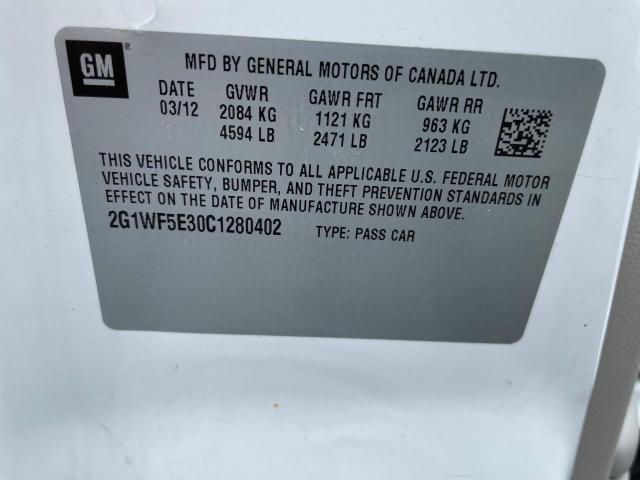 GM ®
MFD BY GENERAL MOTORS OF CANADA LTD.
DATE GVWR GAWR FRT GAWR RR
03/12 2084 KG 1121 KG 963 KG
4594 LB 2471 LB 2123 LB
THIS VEHICLE CONFORMS TO ALL APPLICABLE U.S. FEDERAL MOTOR
VEHICLE SAFETY, BUMPER, AND THEFT PREVENTION STANDARDS IN
EFFECT ON THE DATE OF MANUFACTURE SHOWN ABOVE.
2G1WF5E30C1280402 TYPE: PASS CAR